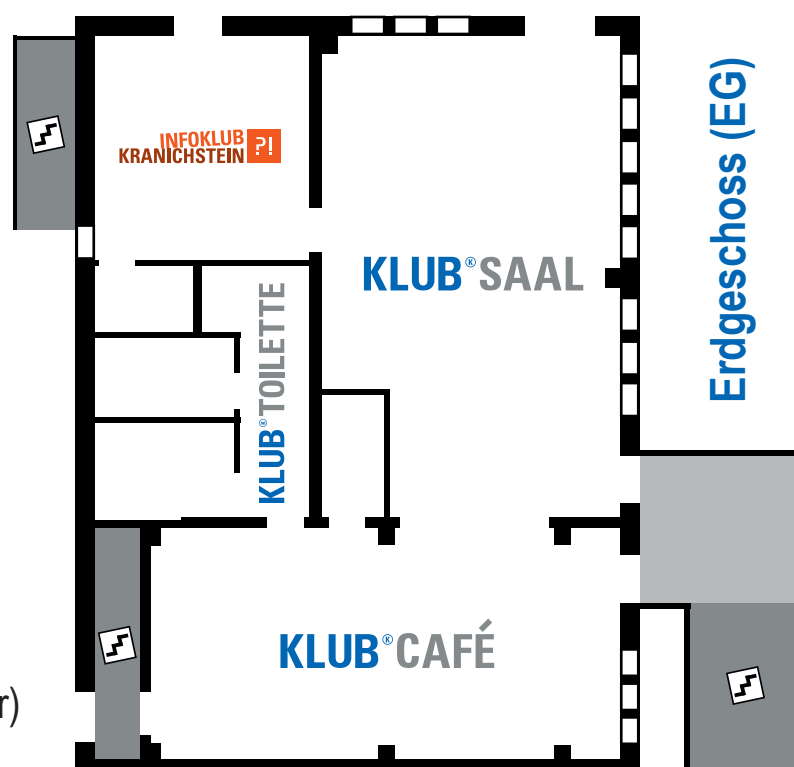 INFOKLUB
KRANICHSTEIN ?!
Erdgeschoss (EG)
KLUB®SAAL
KLUB®TOILETTE
KLUB®CAFÉ
r)